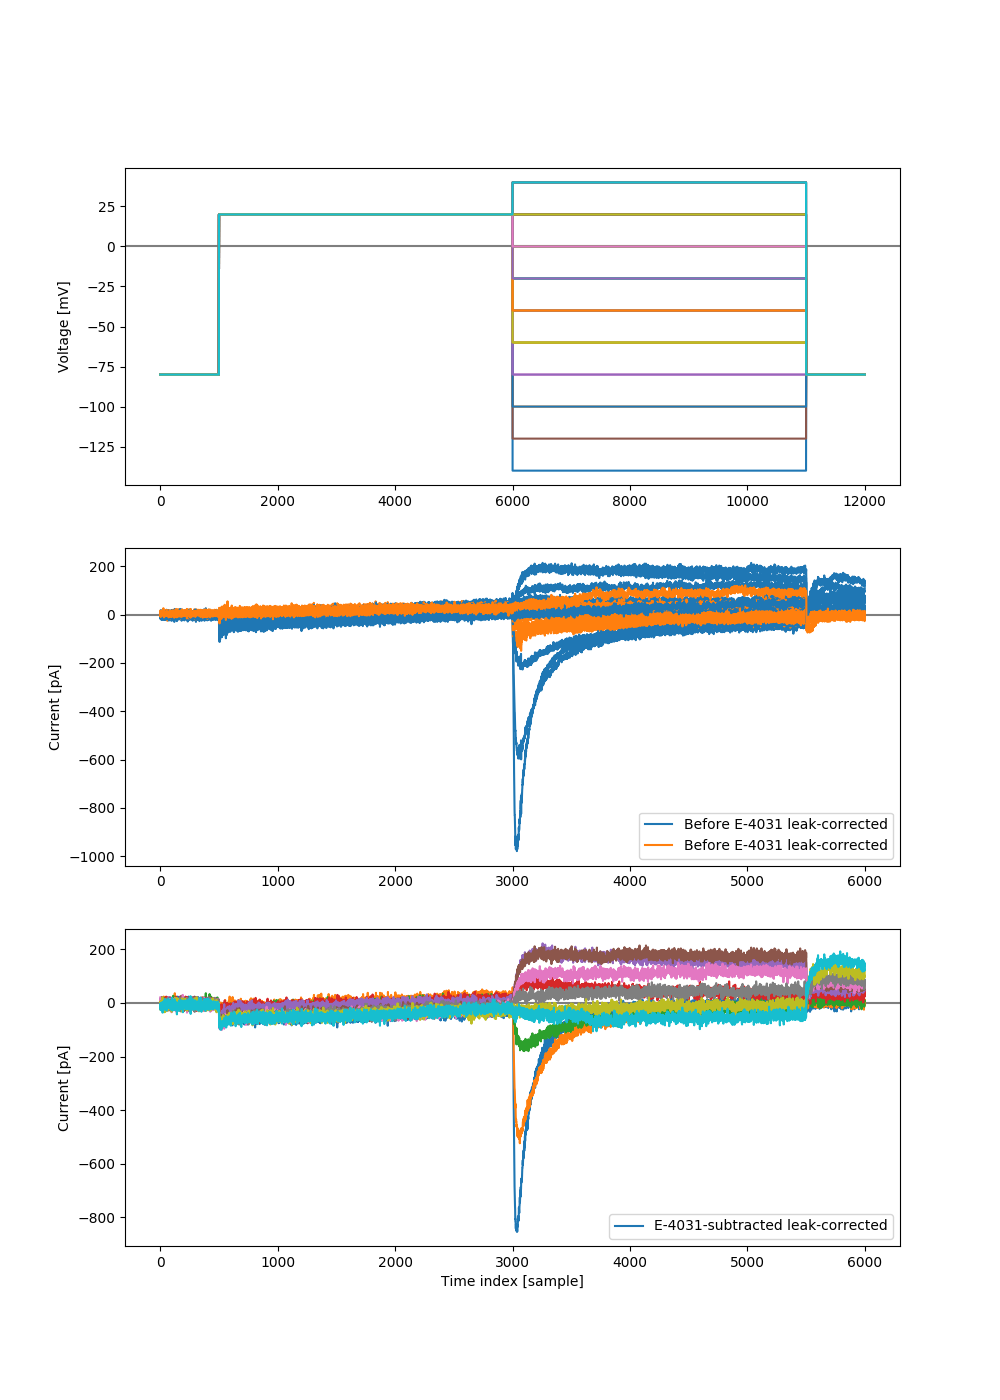 25
0
−25
−50
−75
−100
−125
Voltage [mV]
0 2000 4000 6000 8000 10000 12000
200
0
−200
−400
−600
−800
−1000
Current [pA]
Before E-4031 leak-corrected
Before E-4031 leak-corrected
0 1000 2000 3000 4000 5000 6000
200
0
−200
−400
−600
−800
Current [pA]
E-4031-subtracted leak-corrected
0 1000 2000 3000 4000 5000 6000
Time index [sample]